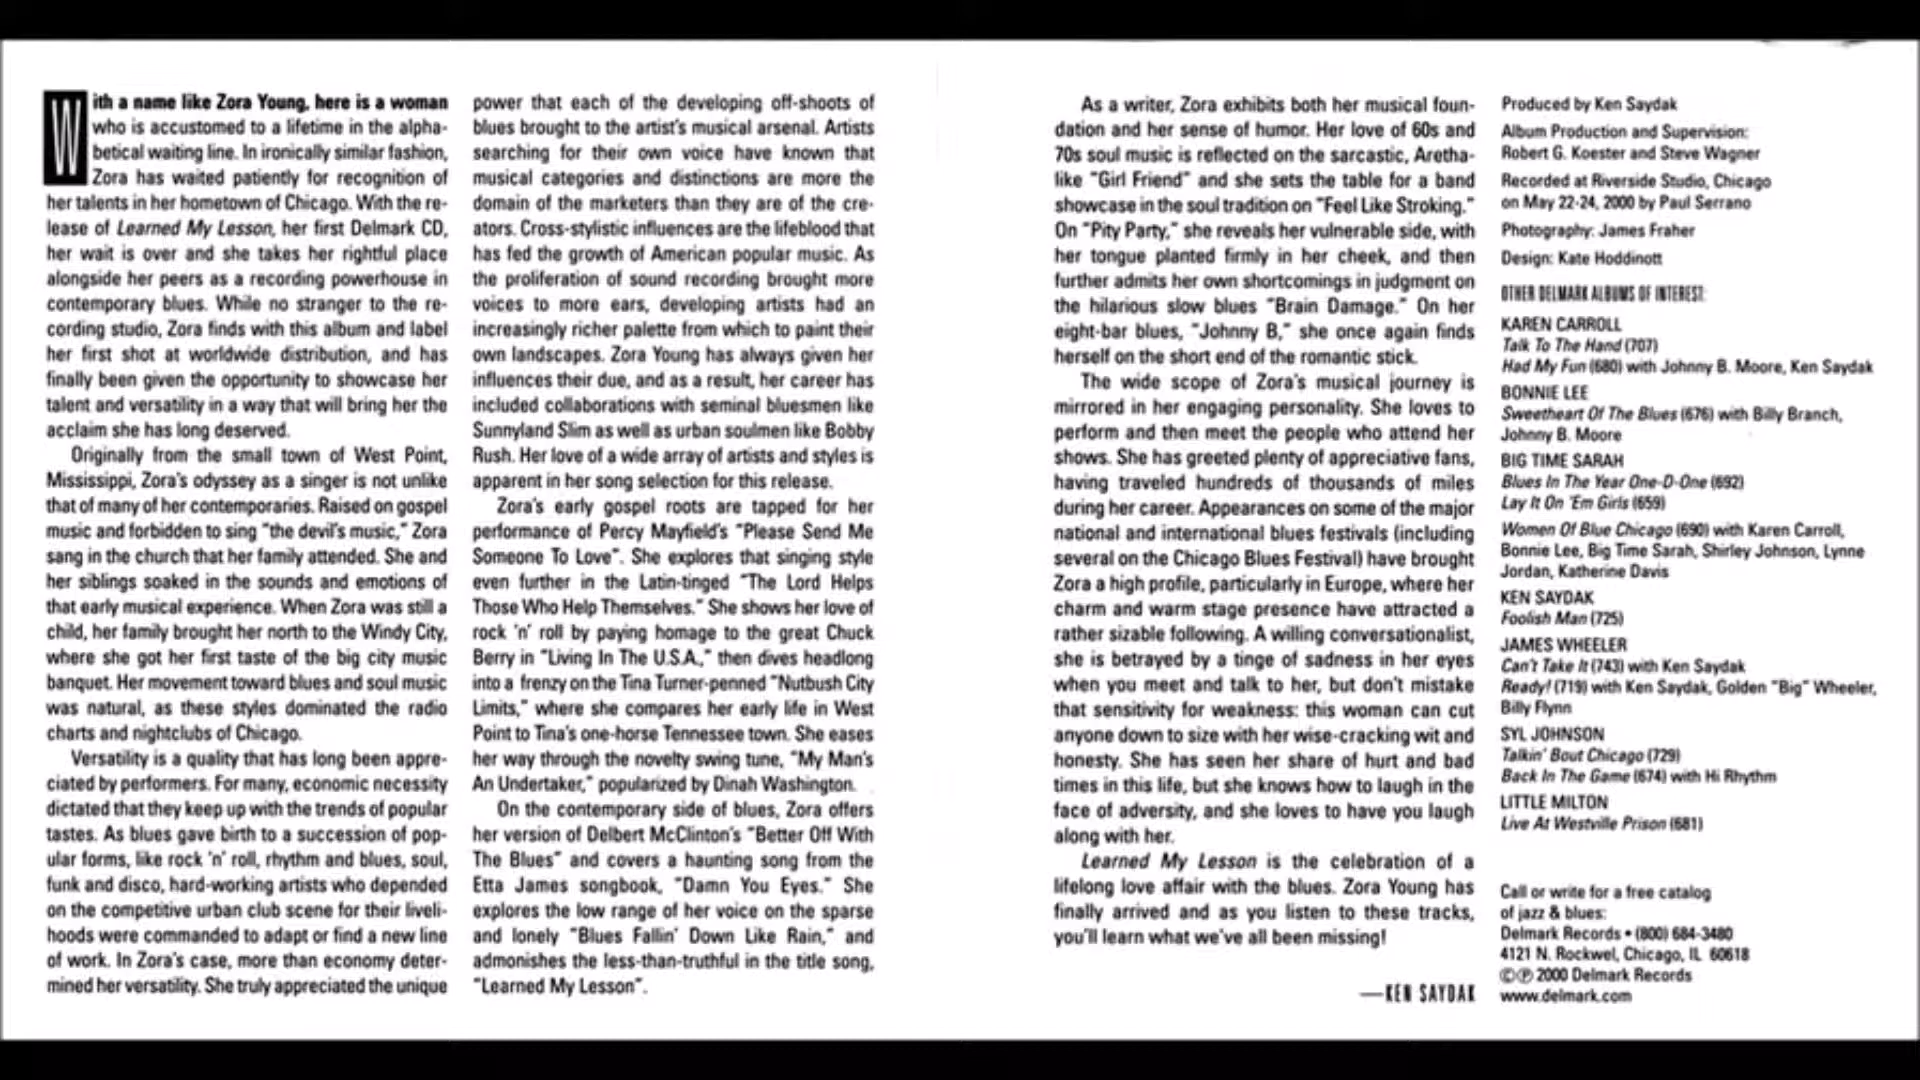 With a name like Zora Young, here is a woman
who is accustomed to a lifetime in the alpha-
betical waiting line. In ironically similar fashion,
Zora has waited patiently for recognition of
her talents in her hometown of Chicago. With the re-
lease of Learned My Lesson, her first Delmark CD,
her wait is over and she takes her rightful place
alongside her peers as a recording powerhouse in
contemporary blues. While no stranger to the re-
cording studio, Zora finds with this album and label
her first shot at worldwide distribution, and has
finally been given the opportunity to showcase her
talent and versatility in a way that will bring her the
acclaim she has long deserved.
Originally from the small town of West Point,
Mississippi, Zora's odyssey as a singer is not unlike
that of many of her contemporaries. Raised on gospel
music and forbidden to sing "the devil's music," Zora
sang in the church that her family attended. She and
her siblings soaked in the sounds and emotions of
that early musical experience. When Zora was still a
child, her family brought her north to the Windy City,
where she got her first taste of the big city music
banquet. Her movement toward blues and soul music
was natural, as these styles dominated the radio
charts and nightclubs of Chicago.
Versatility is a quality that has long been appre-
ciated by performers. For many, economic necessity
dictated that they keep up with the trends of popular
tastes. As blues gave birth to a succession of pop-
ular forms, like rock 'n' roll, rhythm and blues, soul,
funk and disco, hard-working artists who depended
on the competitive urban club scene for their liveli-
hoods were commanded to adapt or find a new line
of work. In Zora's case, more than economy deter-
mined her versatility. She truly appreciated the unique
power that each of the developing off-shoots of
blues brought to the artist's musical arsenal. Artists
searching for their own voice have known that
musical categories and distinctions are more the
domain of the marketers than they are of the cre-
ators. Cross-stylistic influences are the lifeblood that
has fed the growth of American popular music. As
the proliferation of sound recording brought more
voices to more ears, developing artists had an
increasingly richer palette from which to paint their
own landscapes. Zora Young has always given her
influences their due, and as a result, her career has
included collaborations with seminal bluesmen like
Sunnyland Slim as well as urban soulmen like Bobby
Rush. Her love of a wide array of artists and styles is
apparent in her song selection for this release.
Zora's early gospel roots are tapped for her
performance of Percy Mayfield's "Please Send Me
Someone To Love". She explores that singing style
even further in the Latin-tinged "The Lord Helps
Those Who Help Themselves." She shows her love of
rock 'n' roll by paying homage to the great Chuck
Berry in "Living In The U.S.A.," then dives headlong
into a frenzy on the Tina Turner-penned "Nutbush City
Limits," where she compares her early life in West
Point to Tina's one-horse Tennessee town. She eases
her way through the novelty swing tune, "My Man's
An Undertaker," popularized by Dinah Washington.
On the contemporary side of blues, Zora offers
her version of Delbert McClinton's "Better Off With
The Blues" and covers a haunting song from the
Etta James songbook, "Damn You Eyes." She
explores the low range of her voice on the sparse
and lonely "Blues Fallin' Down Like Rain," and
admonishes the less-than-truthful in the title song,
"Learned My Lesson".
As a writer, Zora exhibits both her musical foun-
dation and her sense of humor. Her love of 60s and
70s soul music is reflected on the sarcastic, Aretha-
like "Girl Friend" and she sets the table for a band
showcase in the soul tradition on "Feel Like Stroking."
On "Pity Party," she reveals her vulnerable side, with
her tongue planted firmly in her cheek, and then
further admits her own shortcomings in judgment on
the hilarious slow blues "Brain Damage." On her
eight-bar blues, "Johnny B," she once again finds
herself on the short end of the romantic stick.
The wide scope of Zora's musical journey is
mirrored in her engaging personality. She loves to
perform and then meet the people who attend her
shows. She has greeted plenty of appreciative fans,
having traveled hundreds of thousands of miles
during her career. Appearances on some of the major
national and international blues festivals (including
several on the Chicago Blues Festival) have brought
Zora a high profile, particularly in Europe, where her
charm and warm stage presence have attracted a
rather sizable following. A willing conversationalist,
she is betrayed by a tinge of sadness in her eyes
when you meet and talk to her, but don't mistake
that sensitivity for weakness: this woman can cut
anyone down to size with her wise-cracking wit and
honesty. She has seen her share of hurt and bad
times in this life, but she knows how to laugh in the
face of adversity, and she loves to have you laugh
along with her.
Learned My Lesson is the celebration of a
lifelong love affair with the blues. Zora Young has
finally arrived and as you listen to these tracks,
you'll learn what we've all been missing!
—KEN SAYDAK
Produced by Ken Saydak
Album Production and Supervision:
Robert G. Koester and Steve Wagner
Recorded at Riverside Studio, Chicago
on May 22-24, 2000 by Paul Serrano
Photography: James Fraher
Design: Kate Hoddinott
OTHER DELMARK ALBUMS OF INTEREST:
KAREN CARROLL
Talk To The Hand (707)
Had My Fun (680) with Johnny B. Moore, Ken Saydak
BONNIE LEE
Sweetheart Of The Blues (676) with Billy Branch,
Johnny B. Moore
BIG TIME SARAH
Blues In The Year One-D-One (692)
Lay It On 'Em Girls (659)
Women Of Blue Chicago (690) with Karen Carroll,
Bonnie Lee, Big Time Sarah, Shirley Johnson, Lynne
Jordan, Katherine Davis
KEN SAYDAK
Foolish Man (725)
JAMES WHEELER
Can't Take It (743) with Ken Saydak
Ready! (719) with Ken Saydak, Golden "Big" Wheeler,
Billy Flynn
SYL JOHNSON
Talkin' Bout Chicago (729)
Back In The Game (674) with Hi Rhythm
LITTLE MILTON
Live At Westville Prison (681)
Call or write for a free catalog
of jazz & blues:
Delmark Records • (800) 684-3480
4121 N. Rockwel, Chicago, IL 60618
©℗ 2000 Delmark Records
www.delmark.com